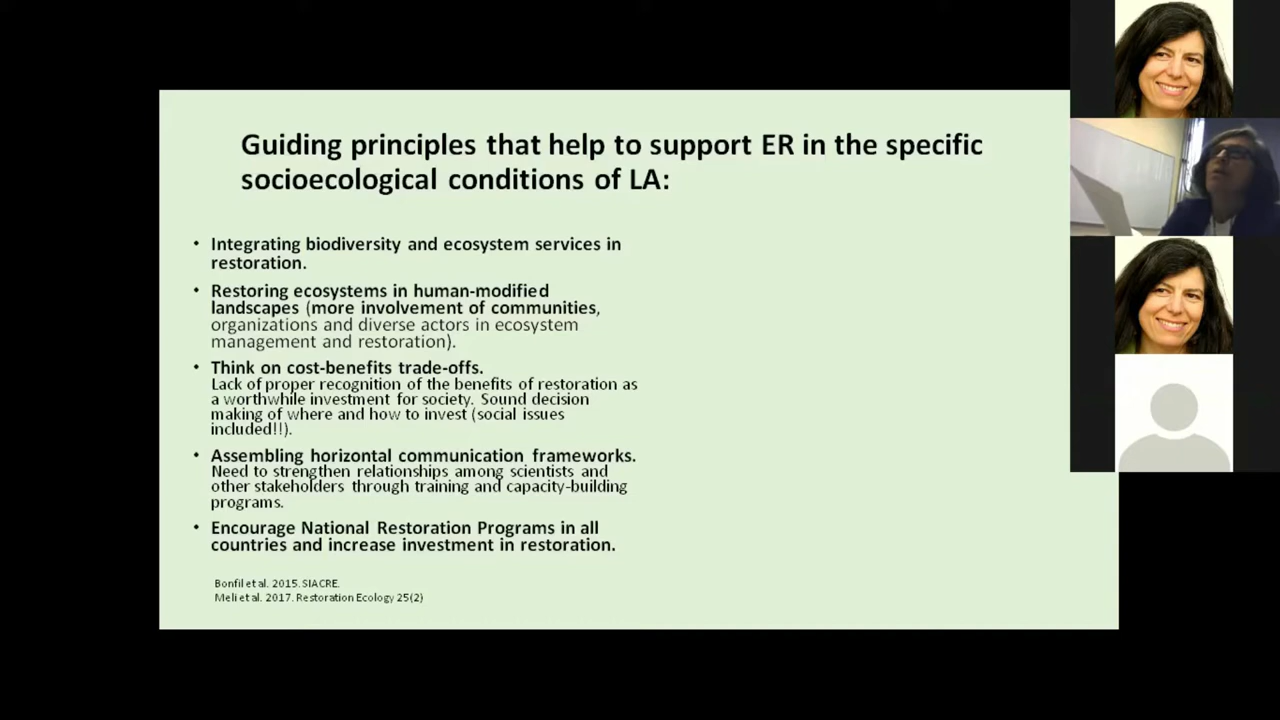 Guiding principles that help to support ER in the specific
socioecological conditions of LA:
• Integrating biodiversity and ecosystem services in
restoration.
• Restoring ecosystems in human-modified
landscapes (more involvement of communities,
organizations and diverse actors in ecosystem
management and restoration).
• Think on cost-benefits trade-offs.
Lack of proper recognition of the benefits of restoration as
a worthwhile investment for society. Sound decision
making of where and how to invest (social issues
included!!).
• Assembling horizontal communication frameworks.
Need to strengthen relationships among scientists and
other stakeholders through training and capacity-building
programs.
• Encourage National Restoration Programs in all
countries and increase investment in restoration.
Bonfil et al. 2015. SIACRE.
Meli et al. 2017. Restoration Ecology 25(2)